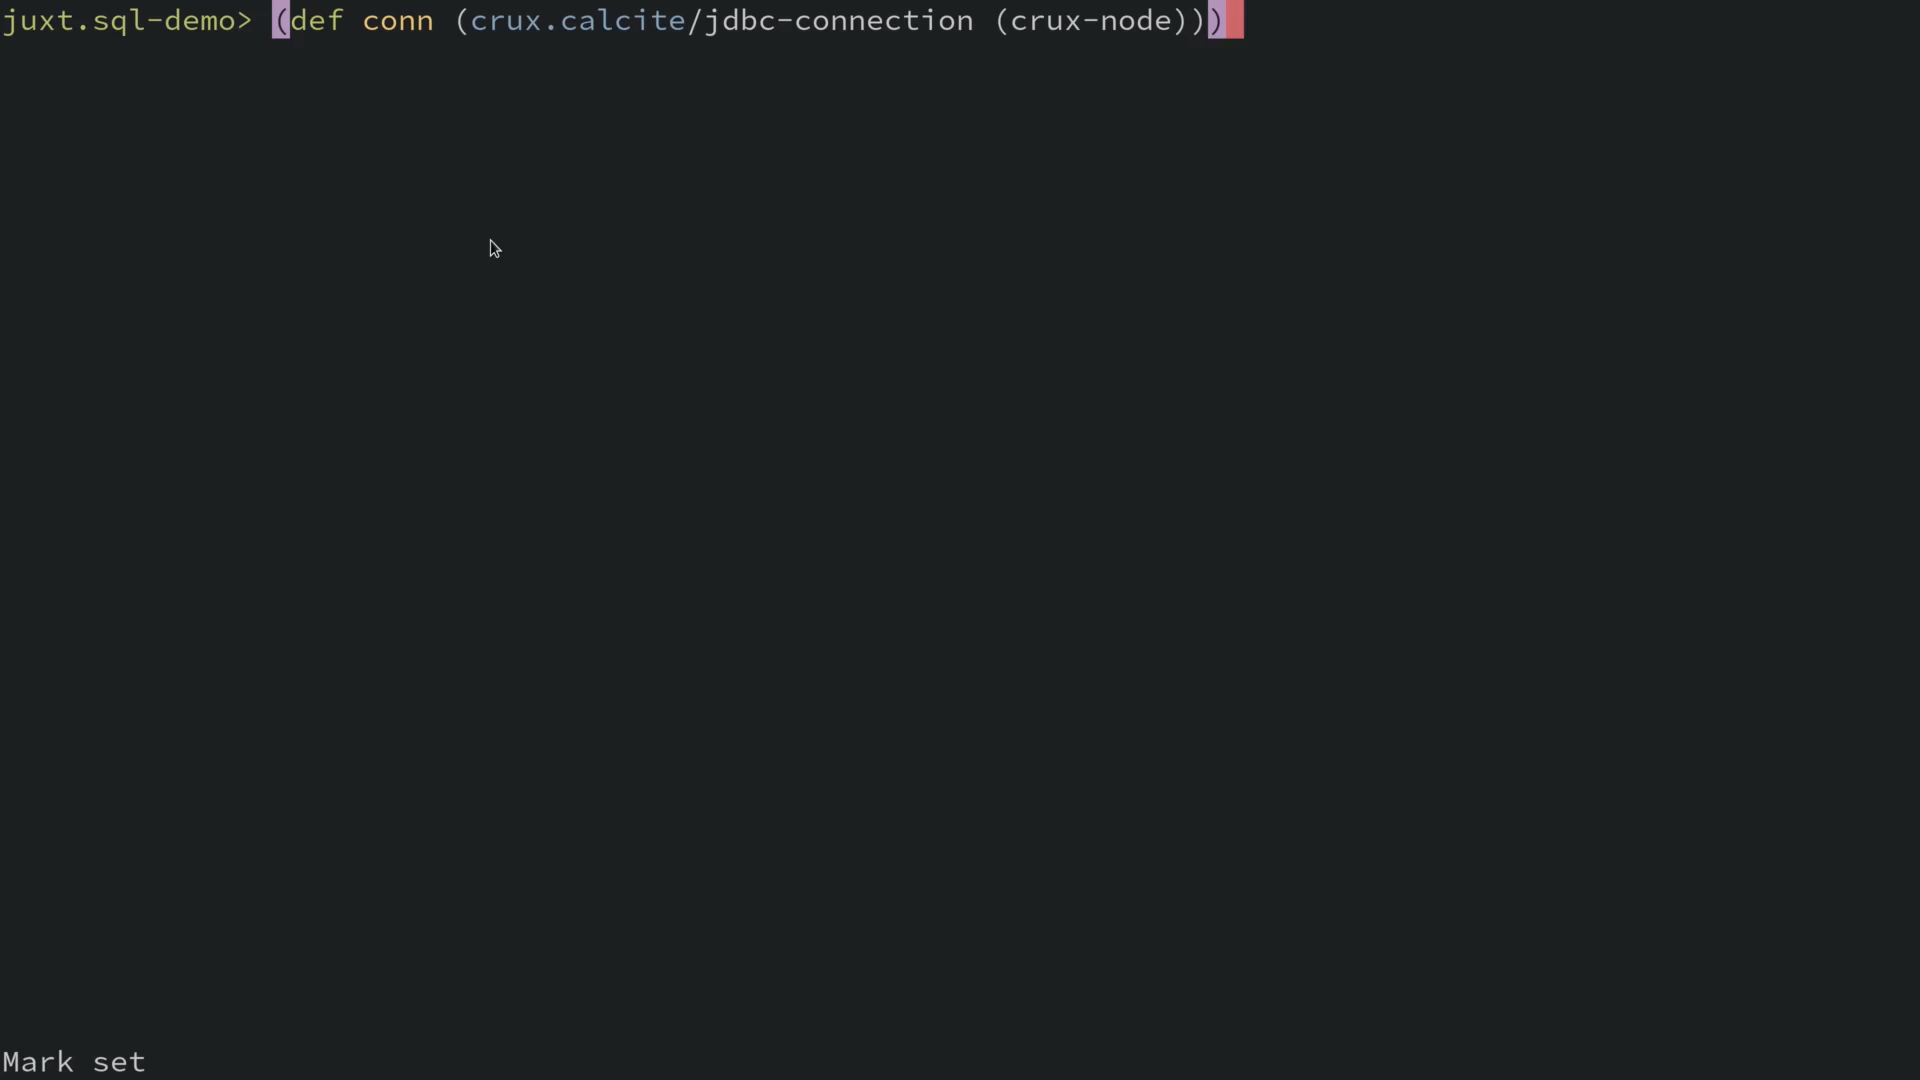 juxt.sql-demo> (def conn (crux.calcite/jdbc-connection (crux-node)))
Mark set